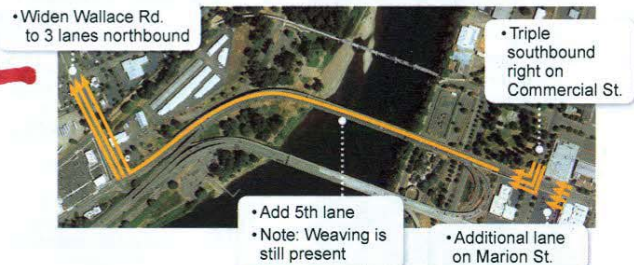 • Widen Wallace Rd.
to 3 lanes northbound
• Triple
southbound
right on
Commercial St.
• Add 5th lane
• Note: Weaving is
still present
• Additional lane
on Marion St.